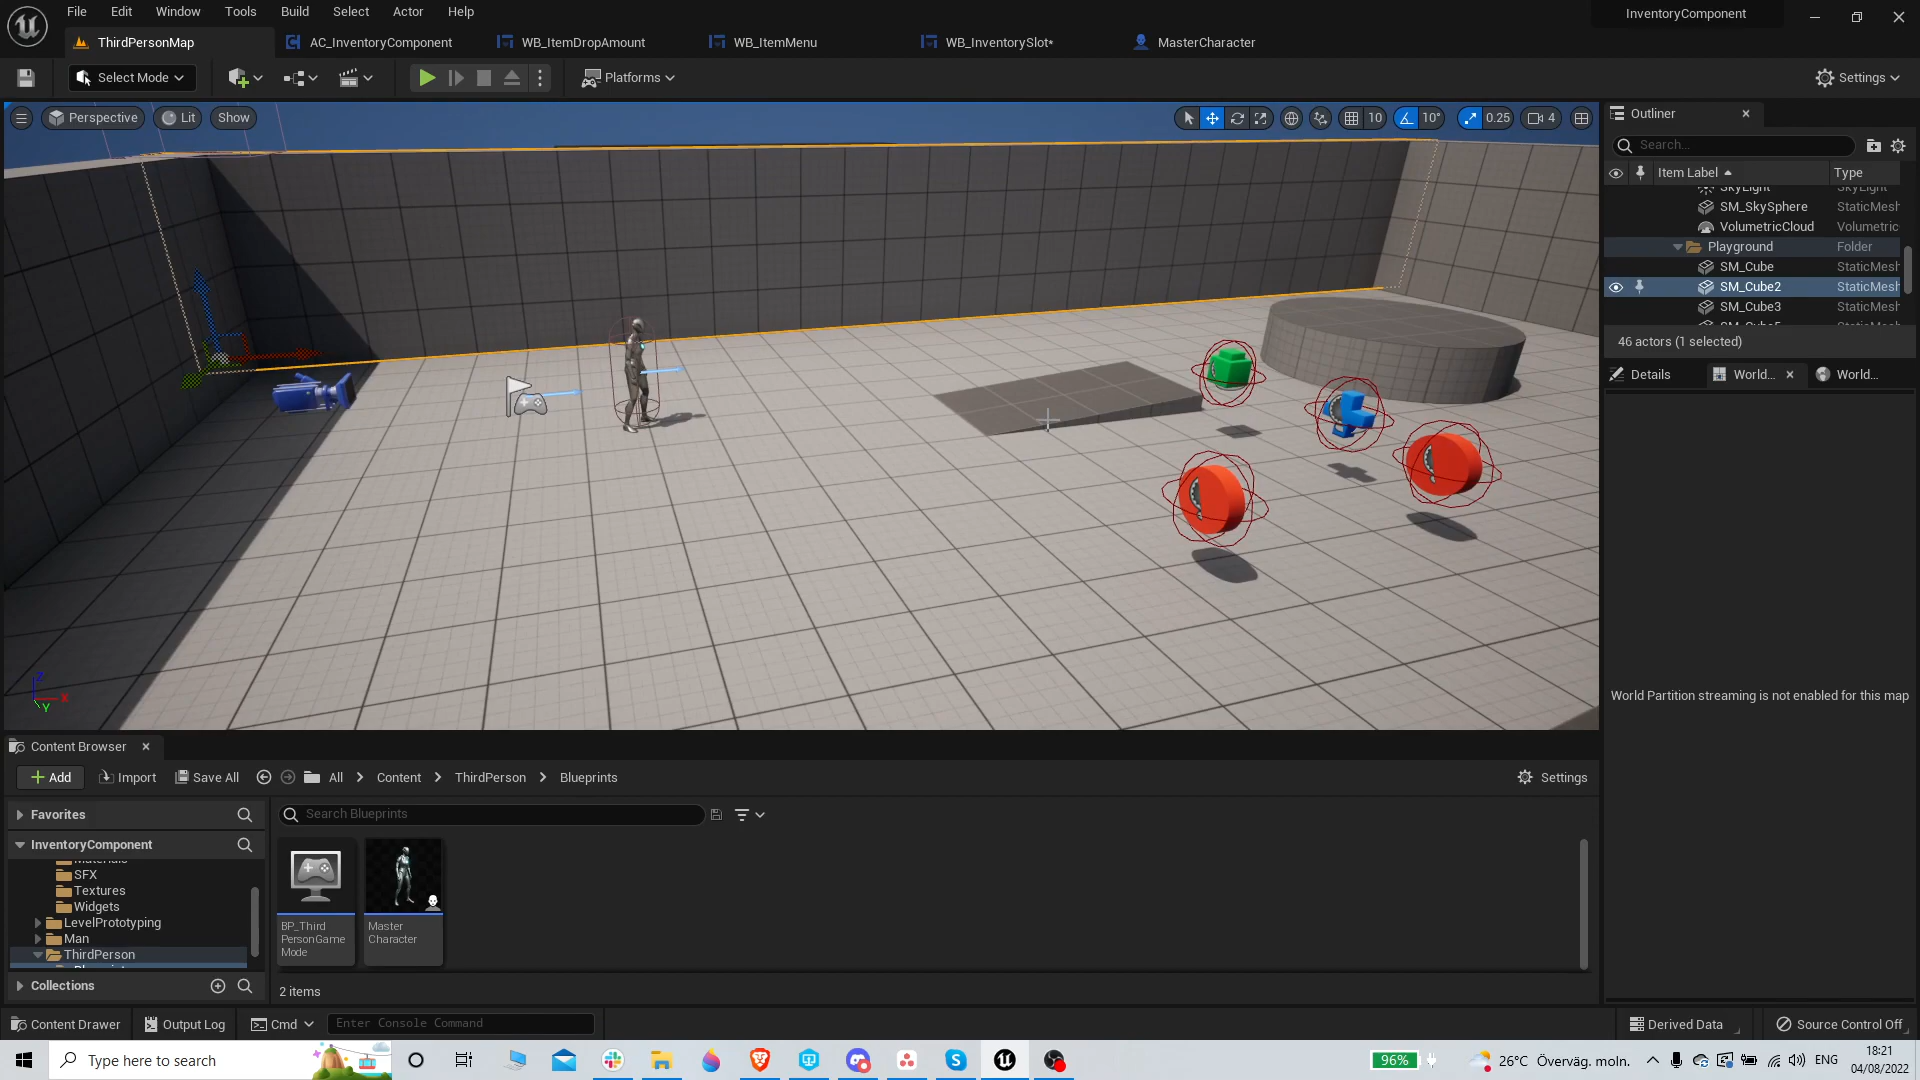 File Edit Window Tools Build Select Actor Help
InventoryComponent
ThirdPersonMap
AC_InventoryComponent
WB_ItemDropAmount
WB_ItemMenu
WB_InventorySlot*
MasterCharacter
Select Mode
Platforms
Settings
Perspective
Lit
Show
10
10°
0.25
4
Outliner
Search...
Item Label
Type
SkyLight SkyLight
SM_SkySphere StaticMesh
VolumetricCloud Volumetric
Playground Folder
SM_Cube StaticMesh
SM_Cube2 StaticMesh
SM_Cube3 StaticMesh
46 actors (1 selected)
Details
World...
World...
World Partition streaming is not enabled for this map
Z
X
Y
Content Browser
Add
Import
Save All
All
Content
ThirdPerson
Blueprints
Settings
Favorites
Search Blueprints
InventoryComponent
Materials
SFX
Textures
Widgets
LevelPrototyping
Man
ThirdPerson
Collections
BP_Third
PersonGame
Mode
Master
Character
2 items
Content Drawer
Output Log
Cmd
Enter Console Command
Derived Data
Source Control Off
Type here to search
96%
26°C Överväg. moln.
ENG
18:21
04/08/2022